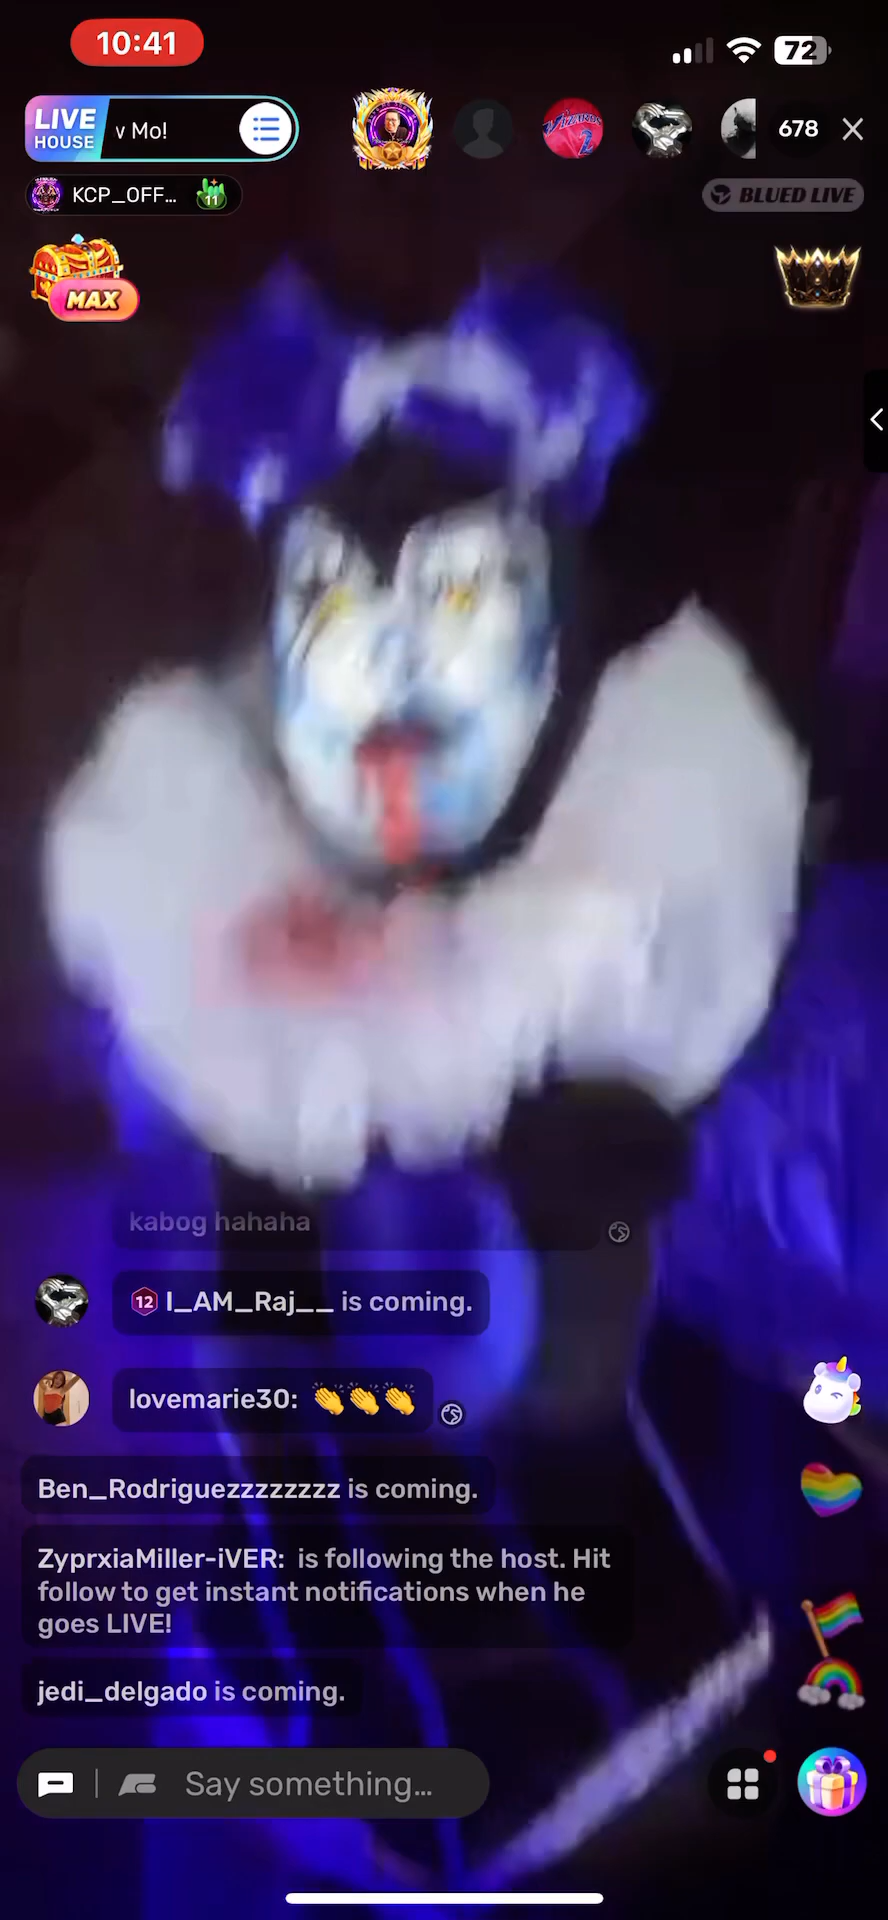 10:41
72
LIVE
HOUSE
v Mo!
678
KCP_OFF...
11
BLUED LIVE
MAX
kabog hahaha
12 I_AM_Raj__ is coming.
lovemarie30: 👏👏👏
Ben_Rodriguezzzzzzzz is coming.
ZyprxiaMiller-iVER: is following the host. Hit
follow to get instant notifications when he
goes LIVE!
jedi_delgado is coming.
Say something...